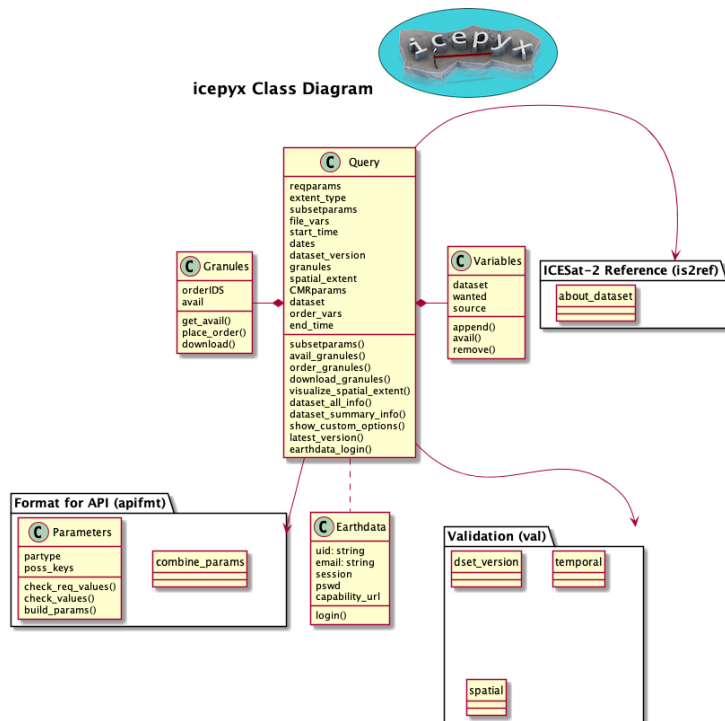 icepyx
icepyx Class Diagram
C Query
reqparams
extent_type
subsetparams
file_vars
start_time
dates
dataset_version
granules
spatial_extent
CMRparams
dataset
order_vars
end_time
subsetparams()
avail_granules()
order_granules()
download_granules()
visualize_spatial_extent()
dataset_all_info()
dataset_summary_info()
show_custom_options()
latest_version()
earthdata_login()
C Granules
orderIDS
avail
get_avail()
place_order()
download()
C Variables
dataset
wanted
source
append()
avail()
remove()
ICESat-2 Reference (is2ref)
about_dataset
Format for API (apifmt)
C Parameters
partype
poss_keys
check_req_values()
check_values()
build_params()
combine_params
C Earthdata
uid: string
email: string
session
pswd
capability_url
login()
Validation (val)
dset_version
temporal
spatial